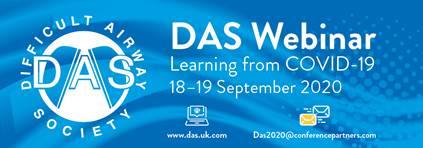 DIFFICULT AIRWAY
DAS
SOCIETY
DAS Webinar
Learning from COVID-19
18–19 September 2020
www.das.uk.com
Das2020@conferencepartners.com